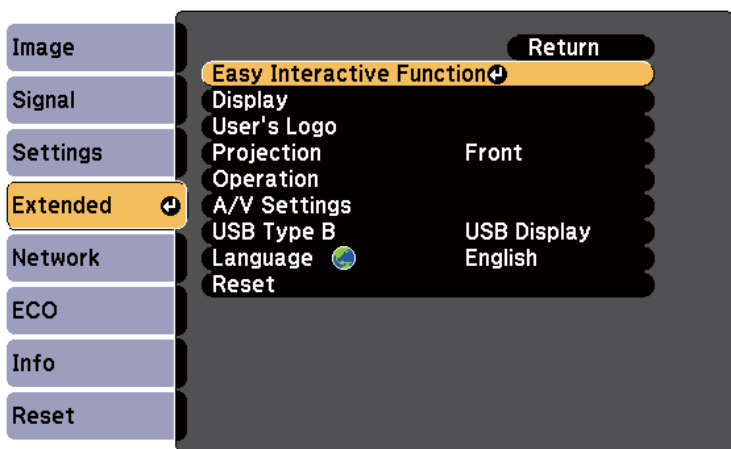 Image
Signal
Settings
Extended
Network
ECO
Info
Reset
Return
Easy Interactive Function
Display
User's Logo
Projection Front
Operation
A/V Settings
USB Type B USB Display
Language English
Reset